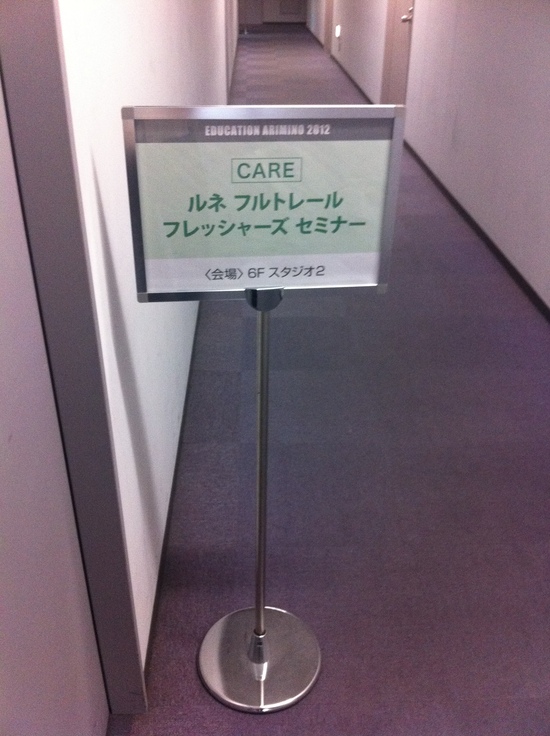 EDUCATION ARIMINO 2012
CARE
ルネ フルトレール
フレッシャーズ セミナー
〈会場〉6F スタジオ2